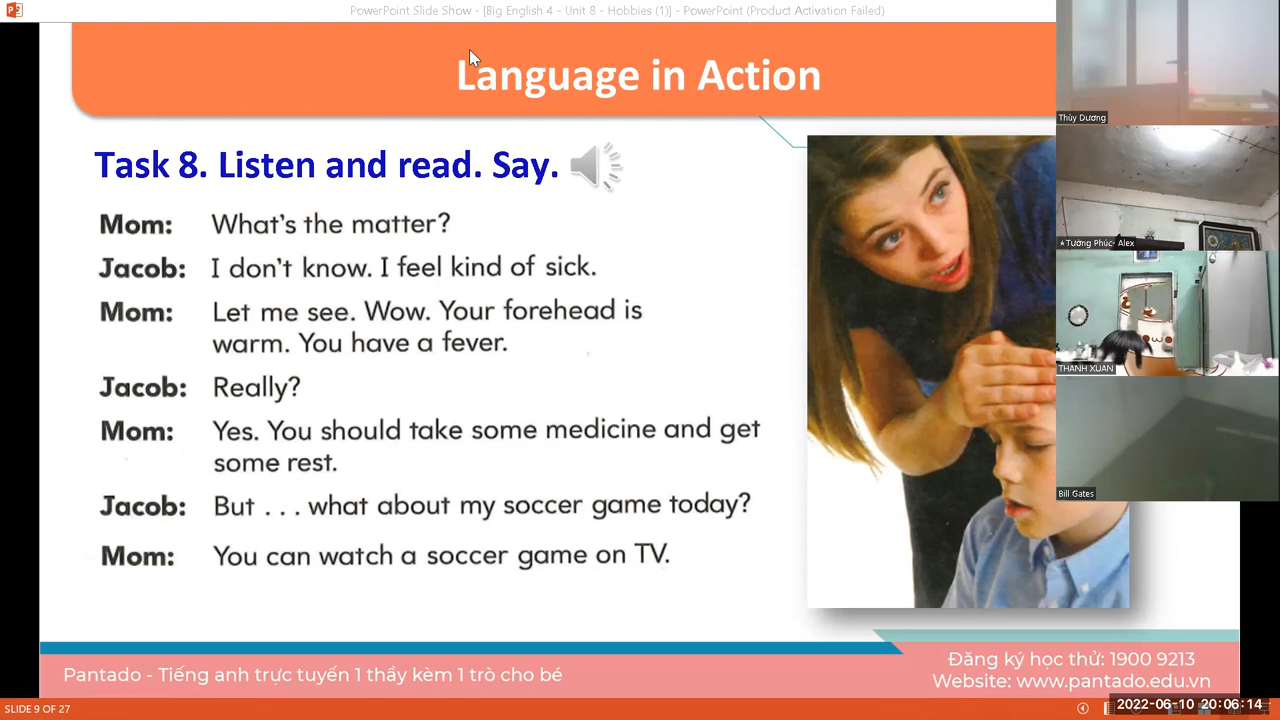 PowerPoint Slide Show - [Big English 4 - Unit 8 - Hobbies (1)] - PowerPoint (Product Activation Failed)
Language in Action
Task 8. Listen and read. Say.
Mom: What's the matter?
Jacob: I don't know. I feel kind of sick.
Mom: Let me see. Wow. Your forehead is
warm. You have a fever.
Jacob: Really?
Mom: Yes. You should take some medicine and get
some rest.
Jacob: But . . . what about my soccer game today?
Mom: You can watch a soccer game on TV.
Thùy Dương
Tường Phúc- Alex
THANH XUÂN
Bill Gates
Pantado - Tiếng anh trực tuyến 1 thầy kèm 1 trò cho bé
Đăng ký học thử: 1900 9213
Website: www.pantado.edu.vn
SLIDE 9 OF 27
2022-06-10 20:06:14